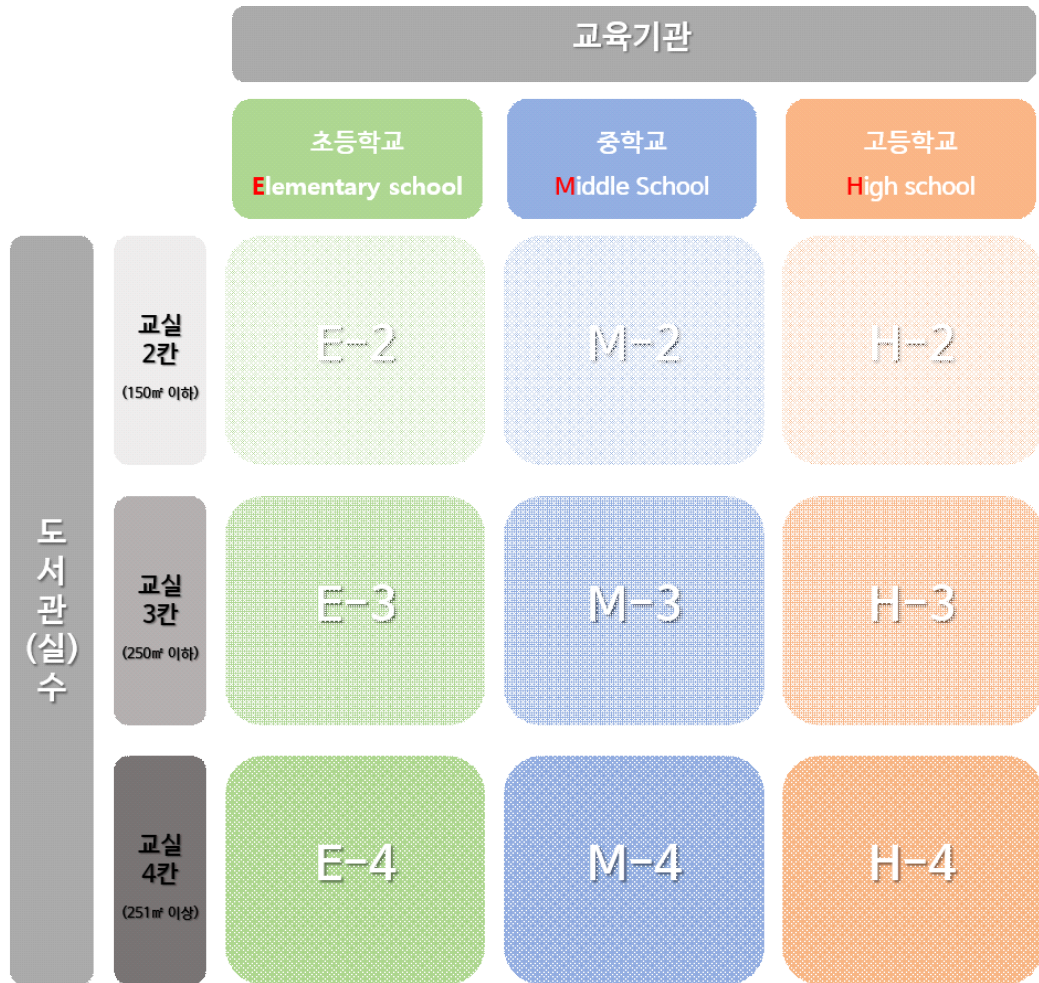 교육기관
초등학교
Elementary school
중학교
Middle School
고등학교
High school
도
서
관
(실)
수
교실
2칸
(150㎡ 이하)
E-2
M-2
H-2
교실
3칸
(250㎡ 이하)
E-3
M-3
H-3
교실
4칸
(251㎡ 이상)
E-4
M-4
H-4